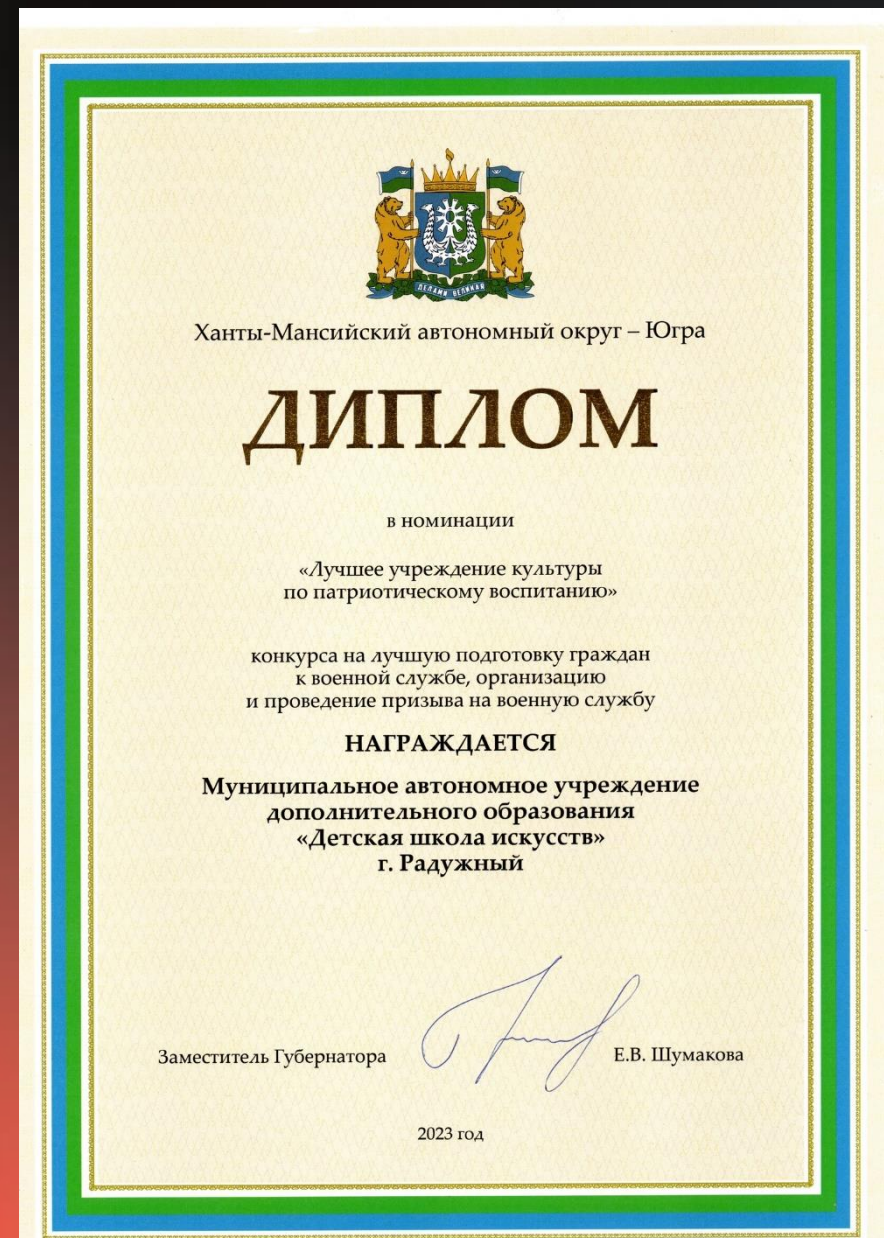 ДЕЛАМИ ВЕЛИКАЯ
Ханты-Мансийский автономный округ – Югра
ДИПЛОМ
в номинации
«Лучшее учреждение культуры
по патриотическому воспитанию»
конкурса на лучшую подготовку граждан
к военной службе, организацию
и проведение призыва на военную службу
НАГРАЖДАЕТСЯ
Муниципальное автономное учреждение
дополнительного образования
«Детская школа искусств»
г. Радужный
Заместитель Губернатора Е.В. Шумакова
2023 год